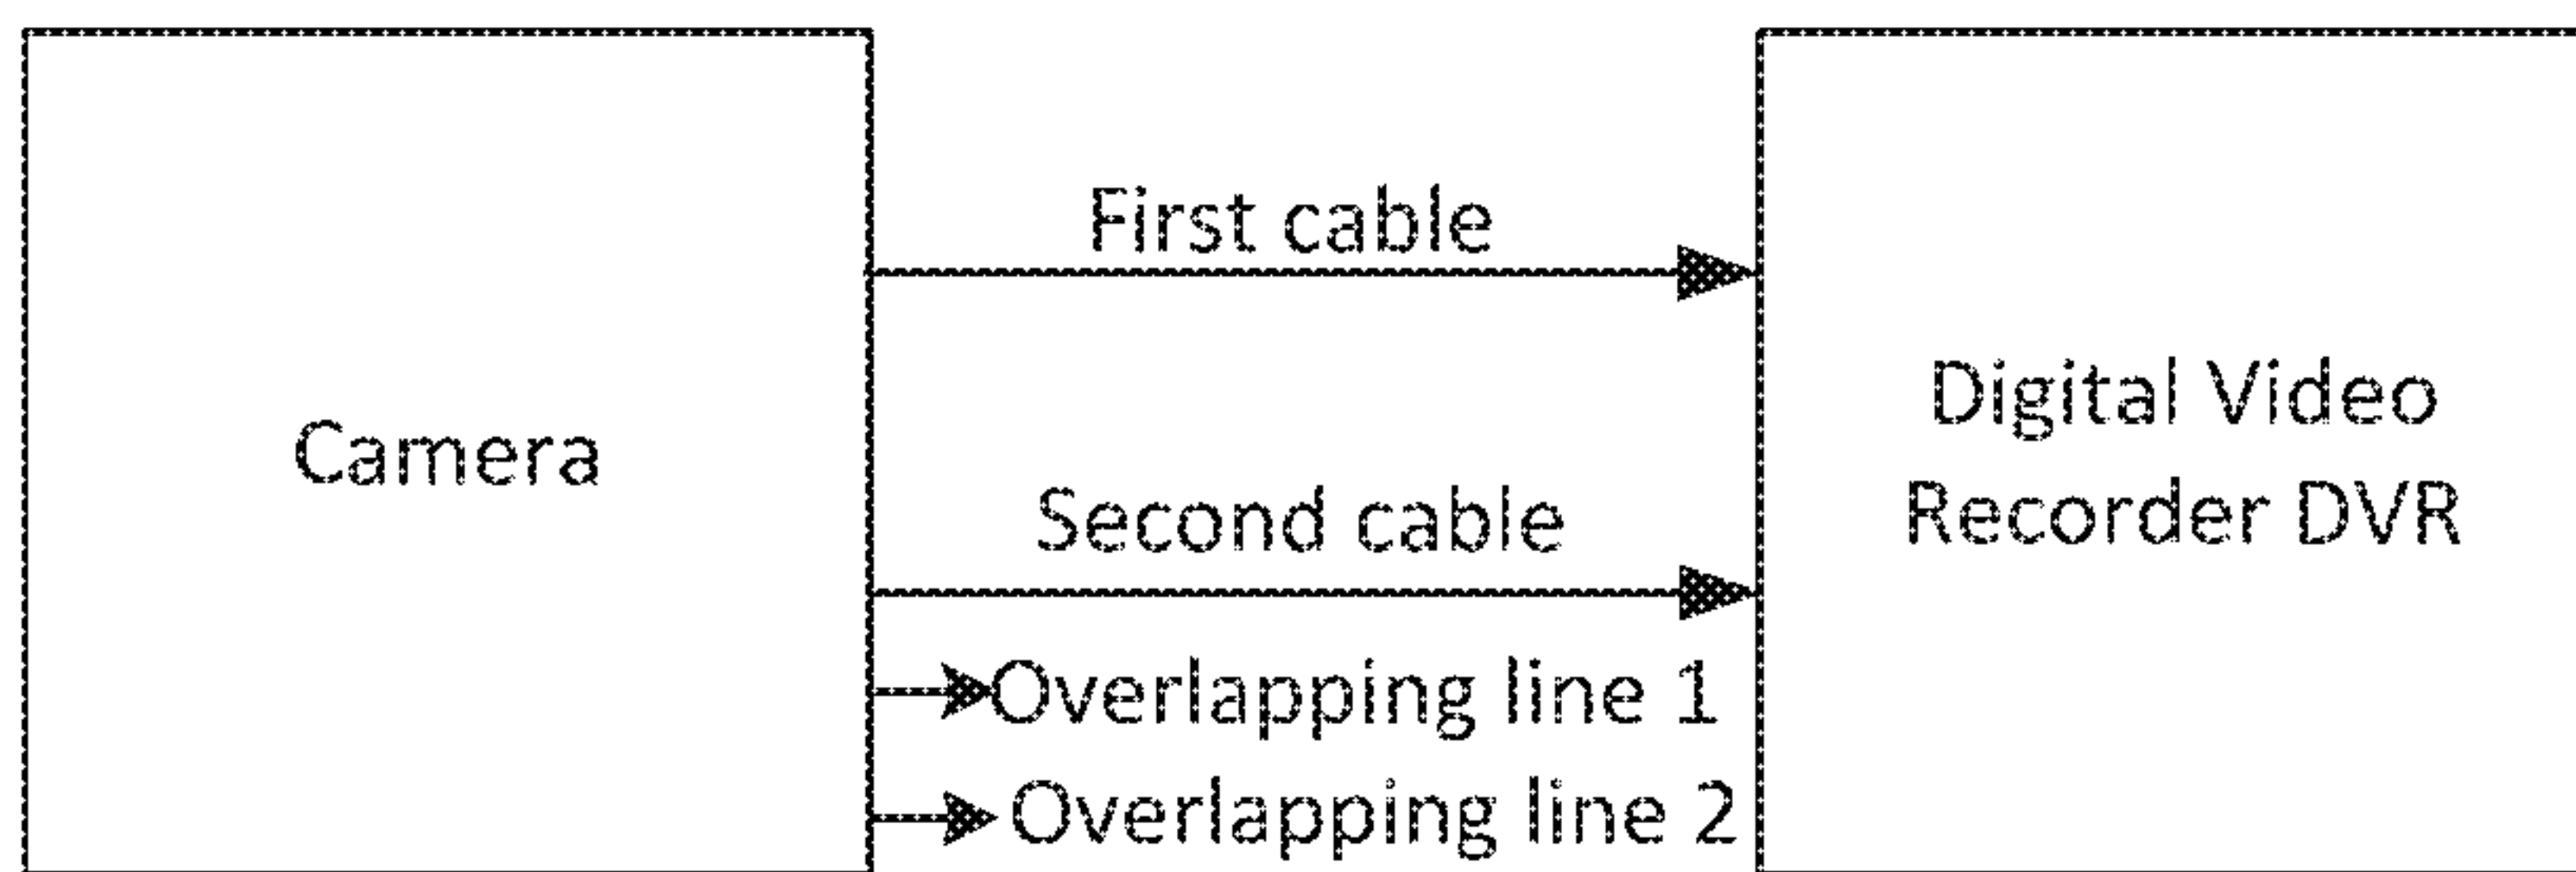 Camera
First cable
Second cable
Overlapping line 1
Overlapping line 2
Digital Video
Recorder DVR